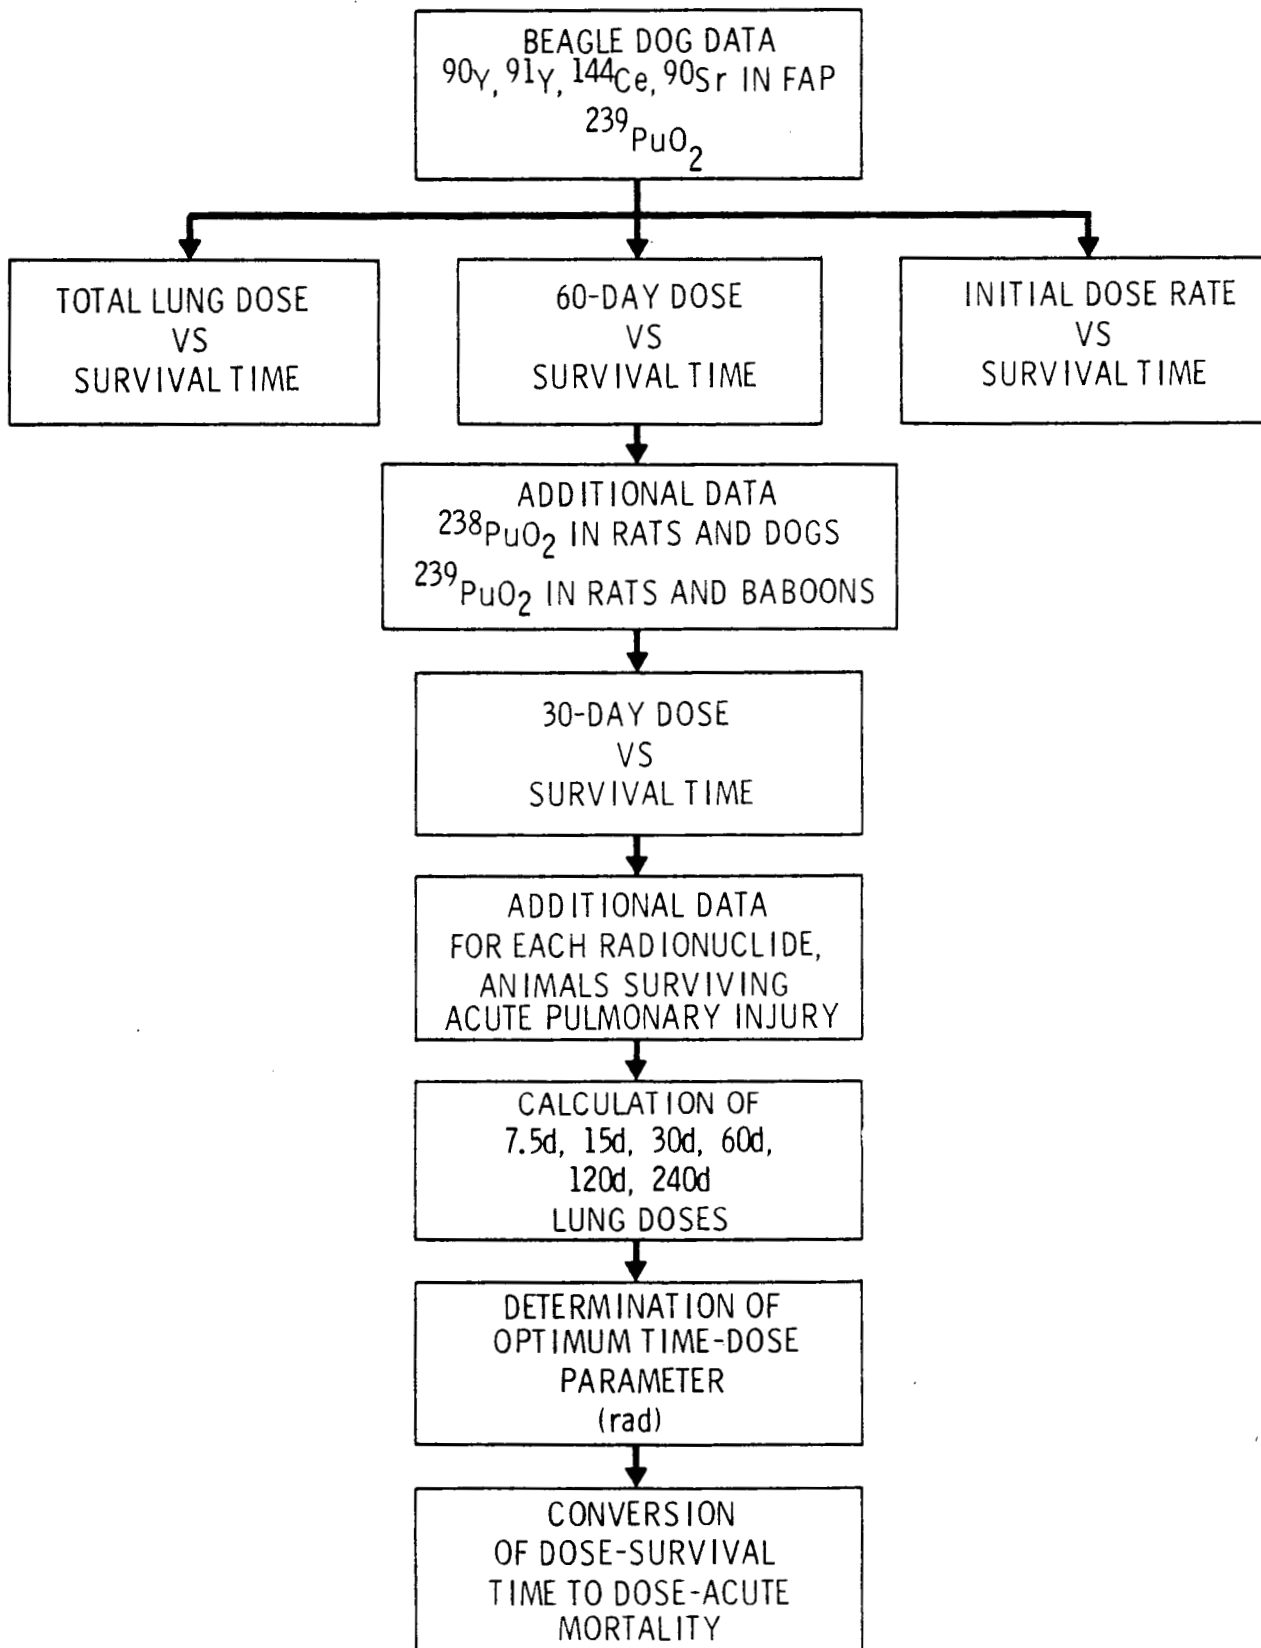 BEAGLE DOG DATA
⁹⁰Y, ⁹¹Y, ¹⁴⁴Ce, ⁹⁰Sr IN FAP
²³⁹PuO₂
TOTAL LUNG DOSE
VS
SURVIVAL TIME
60-DAY DOSE
VS
SURVIVAL TIME
INITIAL DOSE RATE
VS
SURVIVAL TIME
ADDITIONAL DATA
²³⁸PuO₂ IN RATS AND DOGS
²³⁹PuO₂ IN RATS AND BABOONS
30-DAY DOSE
VS
SURVIVAL TIME
ADDITIONAL DATA
FOR EACH RADIONUCLIDE,
ANIMALS SURVIVING
ACUTE PULMONARY INJURY
CALCULATION OF
7.5d, 15d, 30d, 60d,
120d, 240d
LUNG DOSES
DETERMINATION OF
OPTIMUM TIME-DOSE
PARAMETER
(rad)
CONVERSION
OF DOSE-SURVIVAL
TIME TO DOSE-ACUTE
MORTALITY